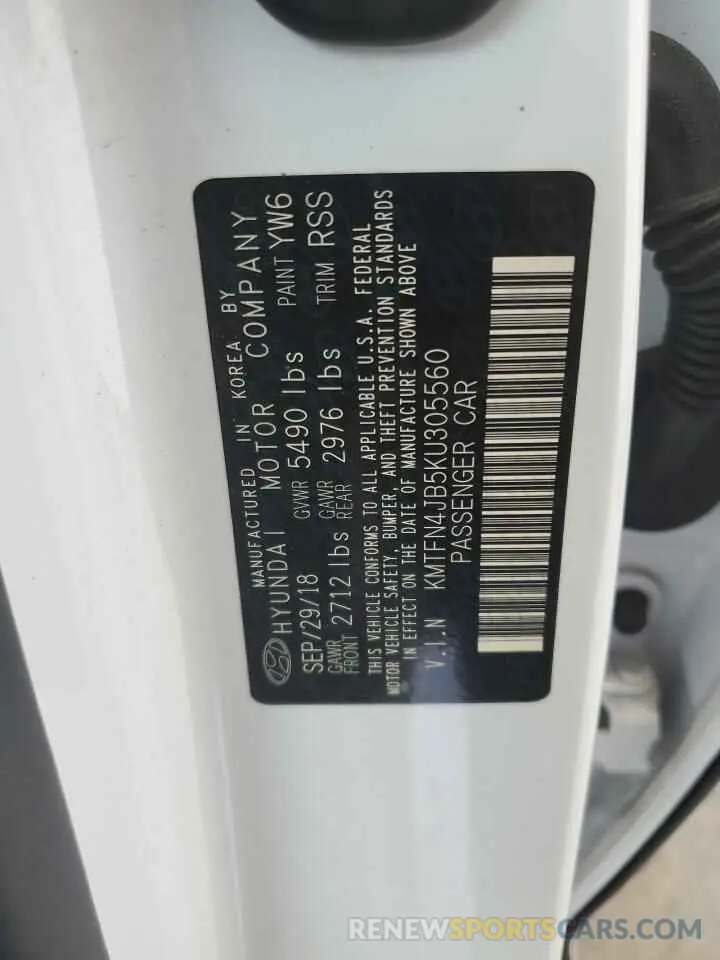 MANUFACTURED IN KOREA BY
HYUNDAI MOTOR COMPANY
SEP/29/18 GVWR 5490 lbs PAINT YW6
GAWR FRONT 2712 lbs GAWR REAR 2976 lbs TRIM RSS
THIS VEHICLE CONFORMS TO ALL APPLICABLE U.S.A. FEDERAL
MOTOR VEHICLE SAFETY, BUMPER, AND THEFT PREVENTION STANDARDS
IN EFFECT ON THE DATE OF MANUFACTURE SHOWN ABOVE
V.I.N KMTFN4JB5KU305560
PASSENGER CAR
RENEWSPORTSCARS.COM